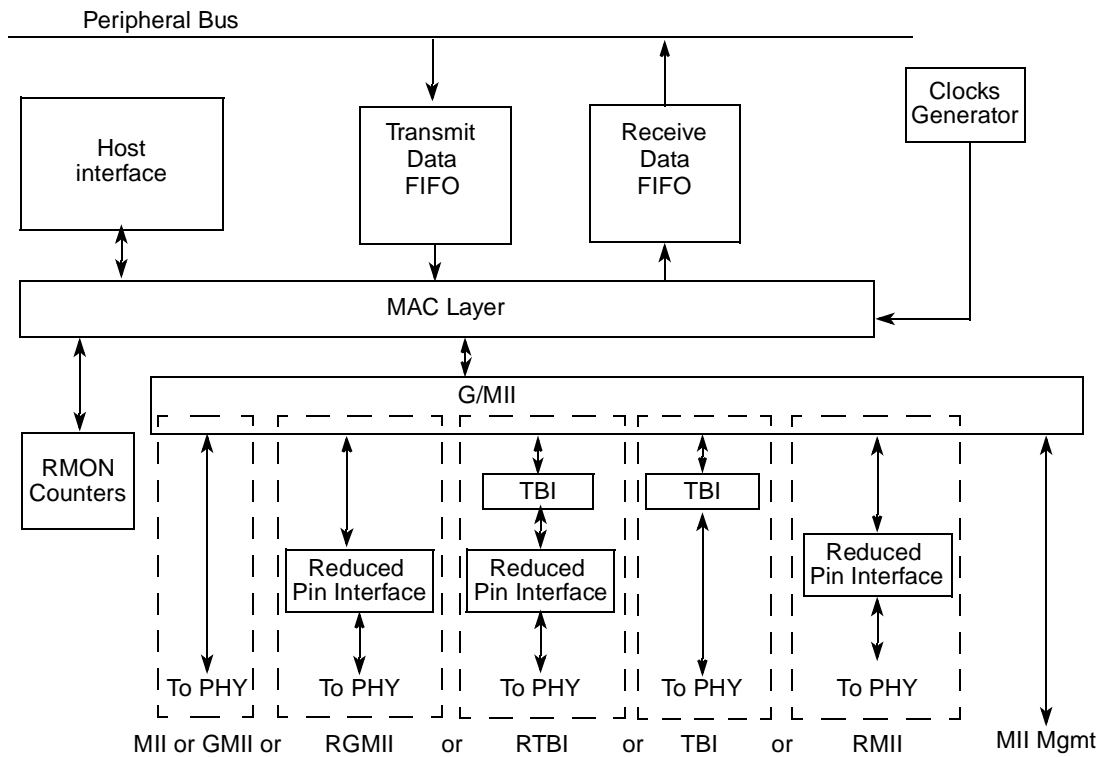 Peripheral Bus
Host
interface
Transmit
Data
FIFO
Receive
Data
FIFO
Clocks
Generator
MAC Layer
G/MII
RMON
Counters
TBI
TBI
Reduced
Pin Interface
Reduced
Pin Interface
Reduced
Pin Interface
To PHY
To PHY
To PHY
To PHY
To PHY
MII or GMII or RGMII or RTBI or TBI or RMII MII Mgmt